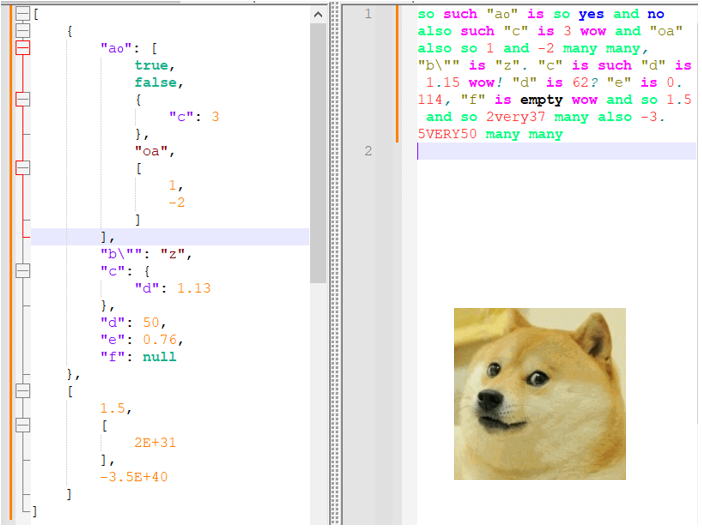 [
{
"ao": [
true,
false,
{
"c": 3
},
"oa",
[
1,
-2
]
],
"b\"": "z",
"c": {
"d": 1.13
},
"d": 50,
"e": 0.76,
"f": null
},
[
1.5,
[
2E+31
],
-3.5E+40
]
]
1 so such "ao" is so yes and no
also such "c" is 3 wow and "oa"
also so 1 and -2 many many,
"b\"" is "z". "c" is such "d" is
1.15 wow! "d" is 62? "e" is 0.
114, "f" is empty wow and so 1.5
and so 2very37 many also -3.
5VERY50 many many
2